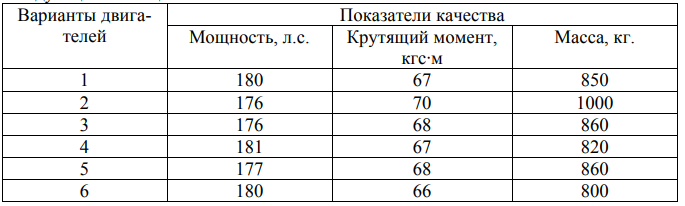 Варианты двига- Показатели качества
телей Мощность, л.с. Крутящий момент, Масса, кг.
кгс·м
1 180 67 850
2 176 70 1000
3 176 68 860
4 181 67 820
5 177 68 860
6 180 66 800